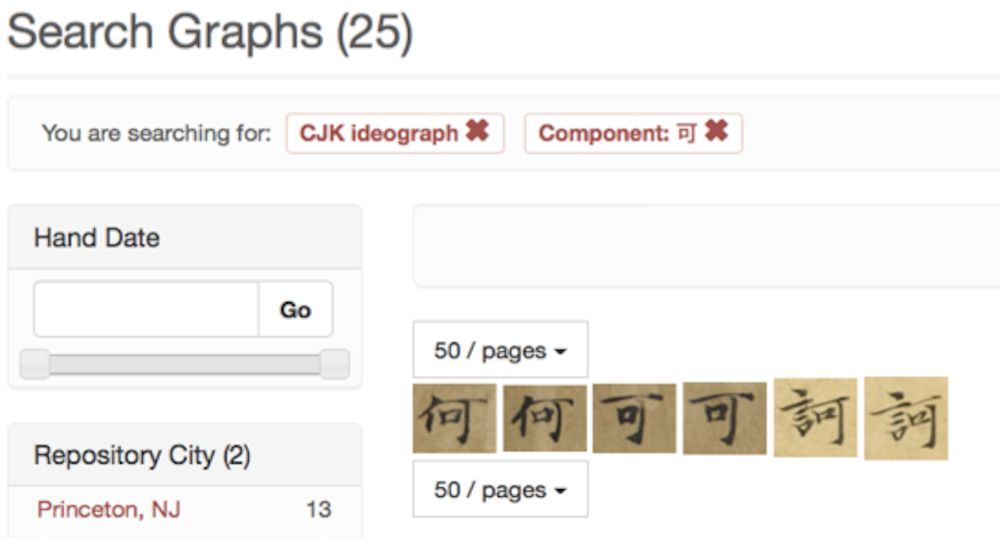 Search Graphs (25)
You are searching for: CJK ideograph ✖ Component: 可 ✖
Hand Date
Go
Repository City (2)
Princeton, NJ 13
50 / pages
何 何 可 可 訶 訶
50 / pages